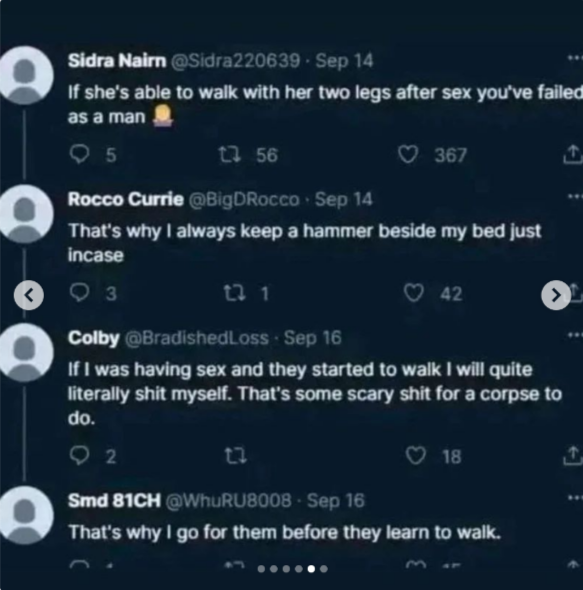 Sidra Nairn @Sidra220639 · Sep 14
If she's able to walk with her two legs after sex you've failed
as a man
5 56 367
Rocco Currie @BigDRocco · Sep 14
That's why I always keep a hammer beside my bed just
incase
3 1 42
Colby @BradishedLoss · Sep 16
If I was having sex and they started to walk I will quite
literally shit myself. That's some scary shit for a corpse to
do.
2 18
Smd 81CH @WhuRU8008 · Sep 16
That's why I go for them before they learn to walk.